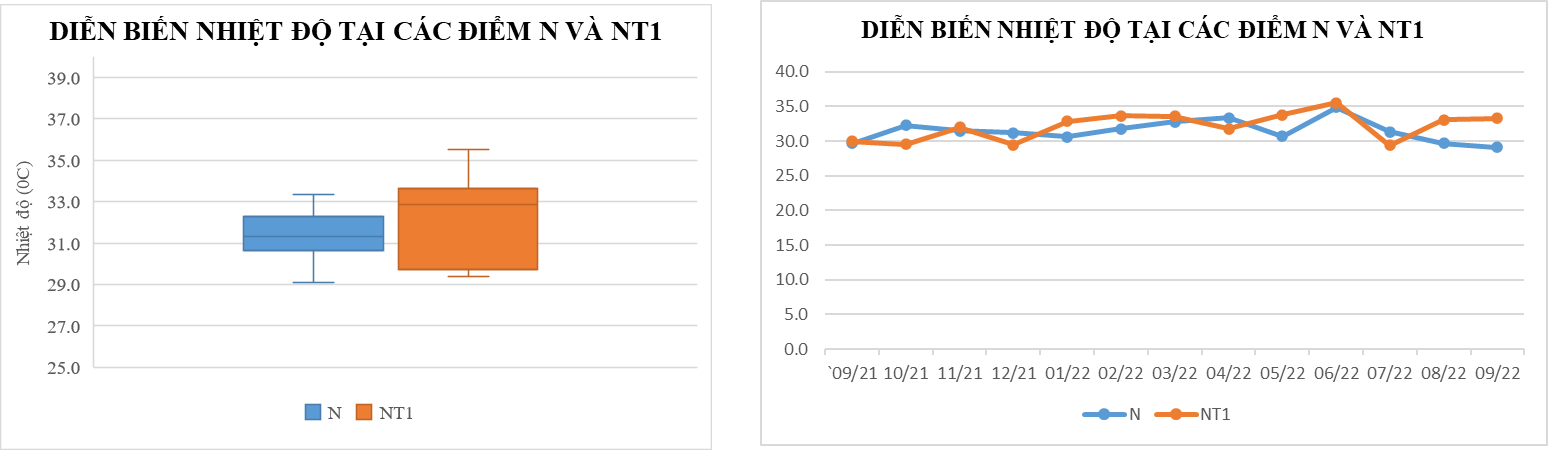 DIỄN BIẾN NHIỆT ĐỘ TẠI CÁC ĐIỂM N VÀ NT1
Nhiệt độ (0C)
39.0
37.0
35.0
33.0
31.0
29.0
27.0
25.0
N NT1
DIỄN BIẾN NHIỆT ĐỘ TẠI CÁC ĐIỂM N VÀ NT1
40.0
35.0
30.0
25.0
20.0
15.0
10.0
5.0
0.0
`09/21 10/21 11/21 12/21 01/22 02/22 03/22 04/22 05/22 06/22 07/22 08/22 09/22
N NT1